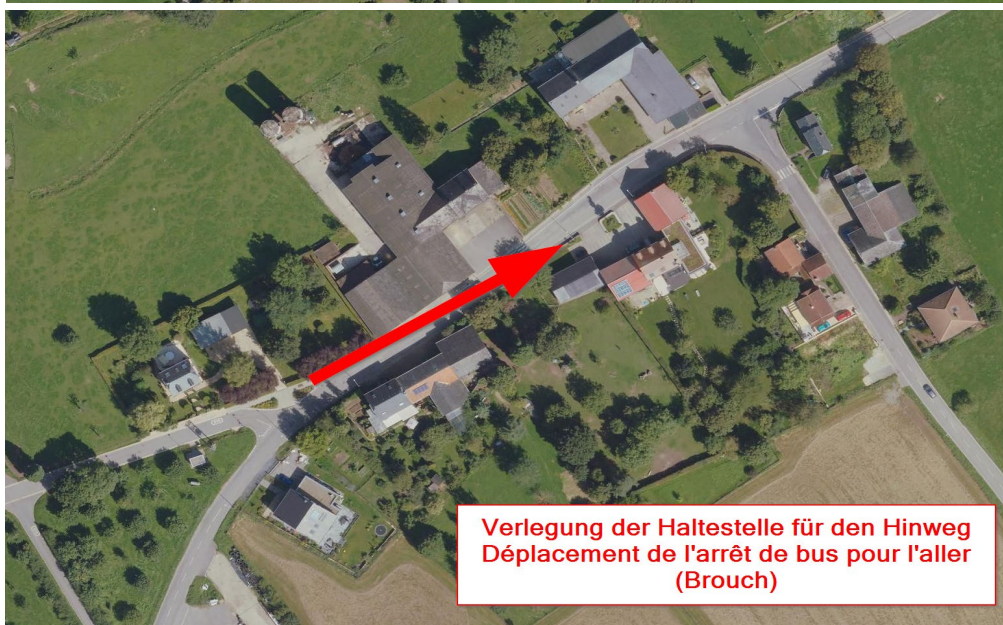 Verlegung der Haltestelle für den Hinweg
Déplacement de l'arrêt de bus pour l'aller
(Brouch)